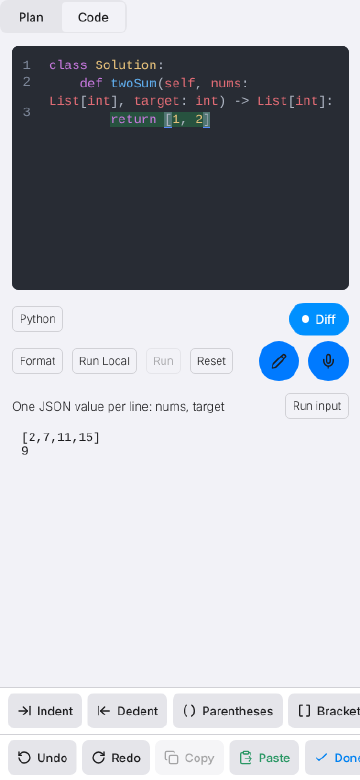 Plan Code
1 class Solution:
2     def twoSum(self, nums:
List[int], target: int) -> List[int]:
3         return [1, 2]
Python Diff
Format Run Local Run Reset
One JSON value per line: nums, target Run input
[2,7,11,15]
9
Indent Dedent () Parentheses [] Bracket
Undo Redo Copy Paste Done